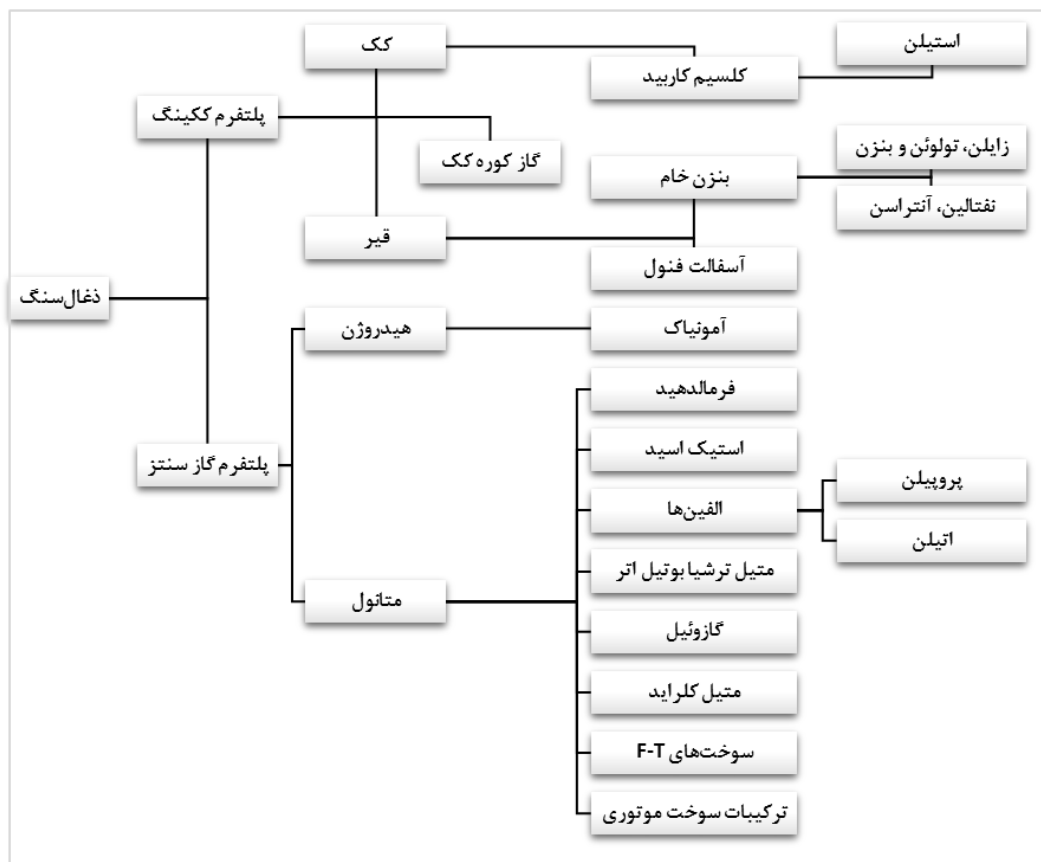 کک
استیلن
کلسیم کاربید
پلتفرم ککینگ
گاز کوره کک
زایلن، تولوئن و بنزن
بنزن خام
نفتالین، آنتراسن
قیر
آسفالت فنول
ذغال‌سنگ
هیدروژن
آمونیاک
فرمالدهید
پلتفرم گاز سنتز
استیک اسید
پروپیلن
الفین‌ها
اتیلن
متیل ترشیا بوتیل اتر
متانول
گازوئیل
متیل کلراید
سوخت‌های F-T
ترکیبات سوخت موتوری